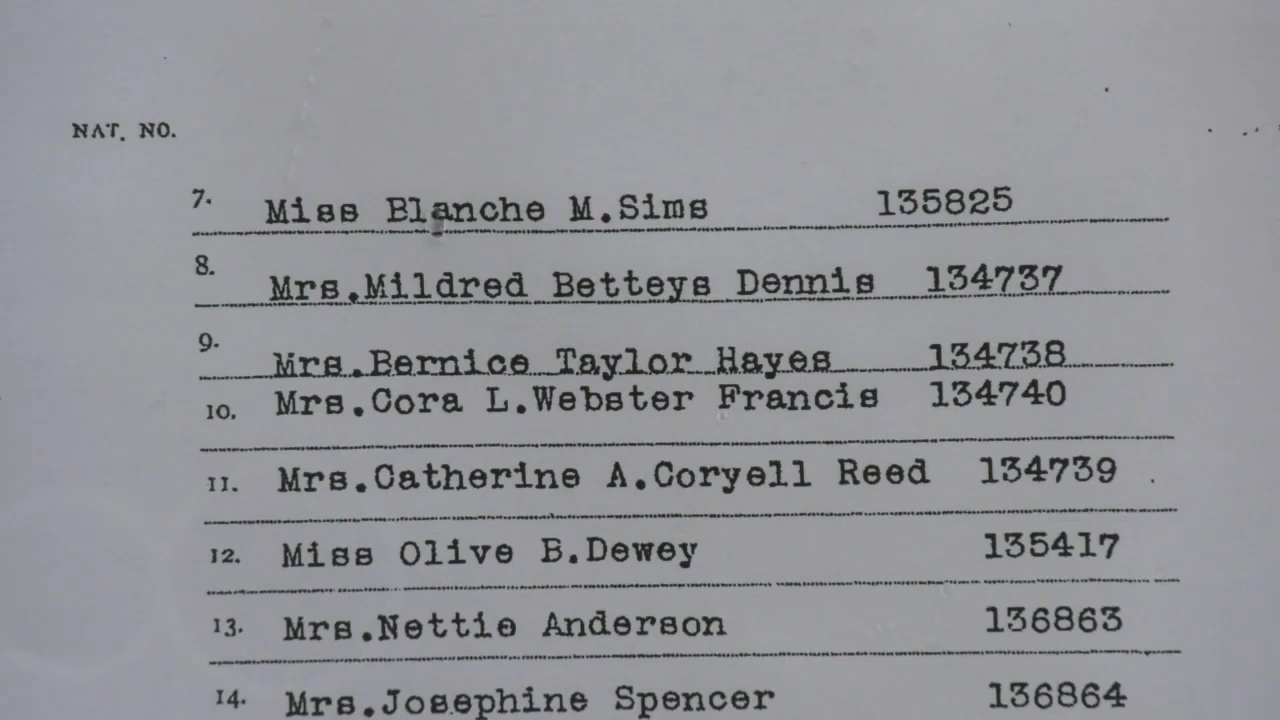 NAT. NO.
7. Miss Blanche M.Sims 135825
8. Mrs.Mildred Betteys Dennis 134737
9. Mrs.Bernice Taylor Hayes 134738
10. Mrs.Cora L.Webster Francis 134740
11. Mrs.Catherine A.Coryell Reed 134739
12. Miss Olive B.Dewey 135417
13. Mrs.Nettie Anderson 136863
14. Mrs.Josephine Spencer 136864